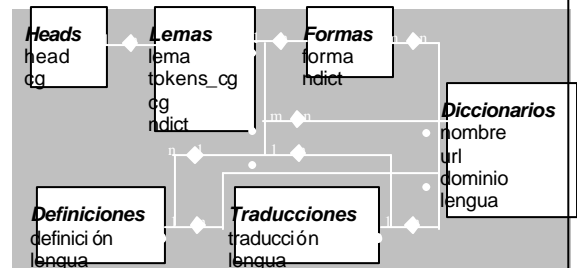 Heads
head
cg
Lemas
lema
tokens_cg
cg
ndict
Formas
forma
ndict
Diccionarios
nombre
url
dominio
lengua
m n
n l l
Definiciones
definición
lengua
Traducciones
traducción
lengua